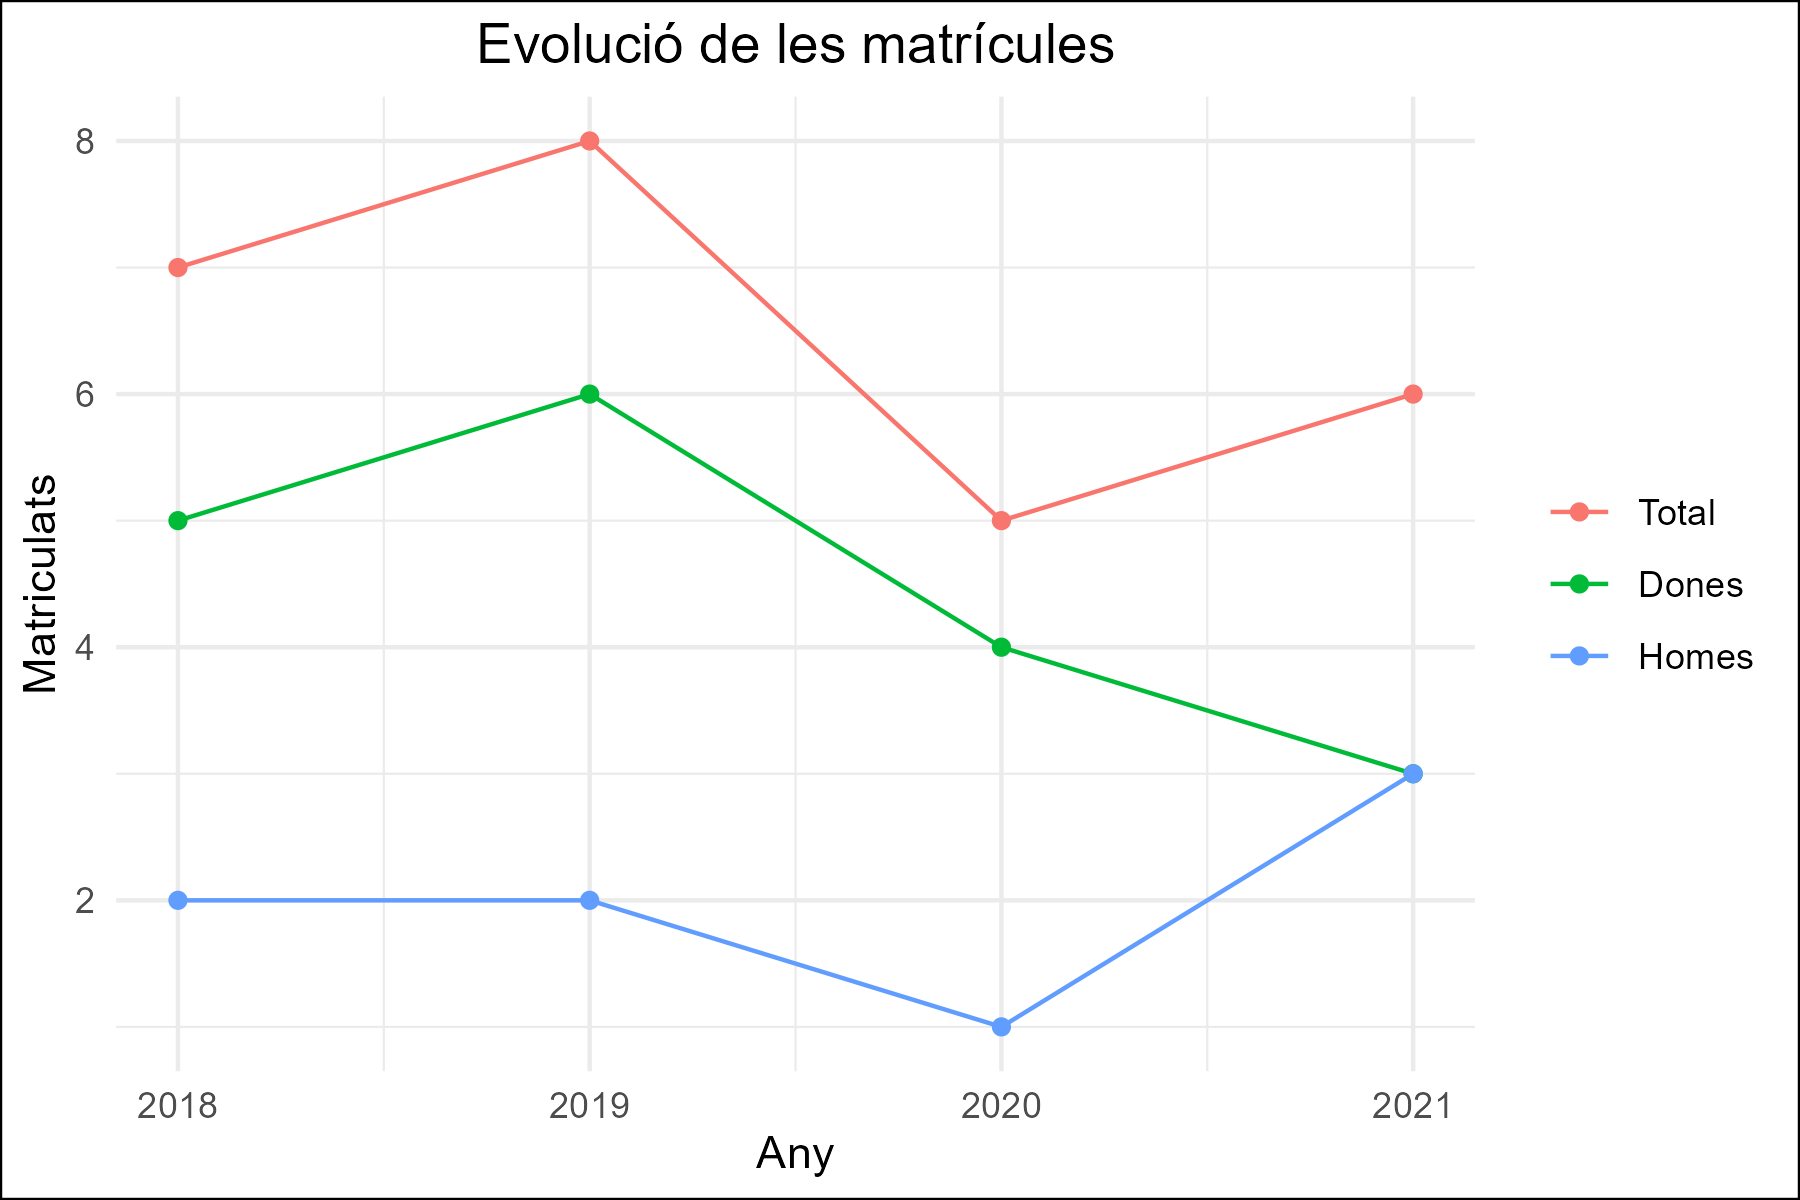 Evolució de les matrícules
8
6
4
2
Matriculats
2018 2019 2020 2021
Any
Total
Dones
Homes